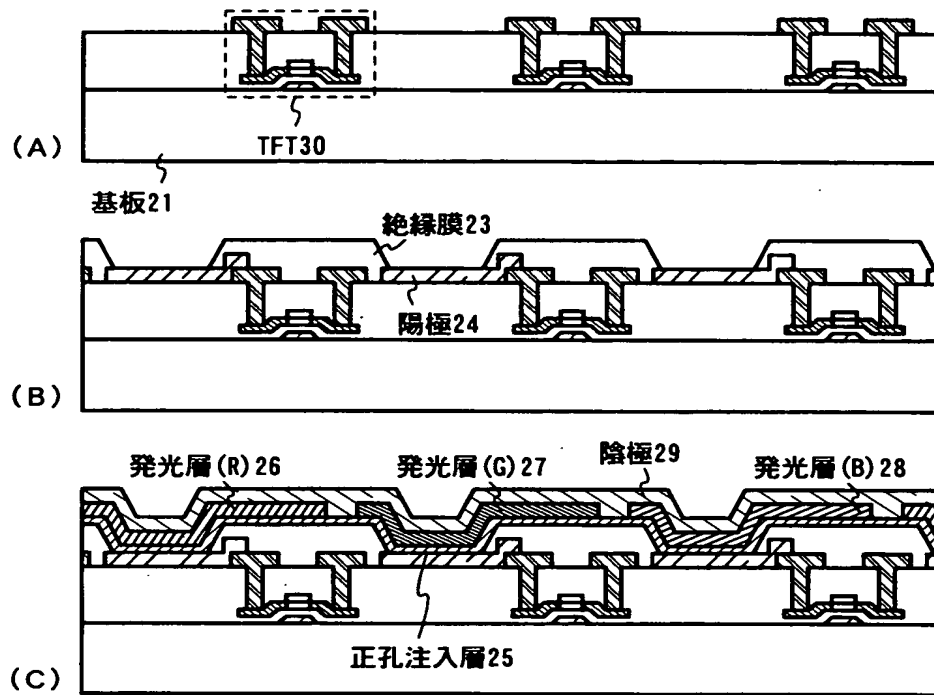 (A)
TFT30
基板21
絶縁膜23
陽極24
(B)
発光層(R)26
発光層(G)27
陰極29
発光層(B)28
正孔注入層25
(C)